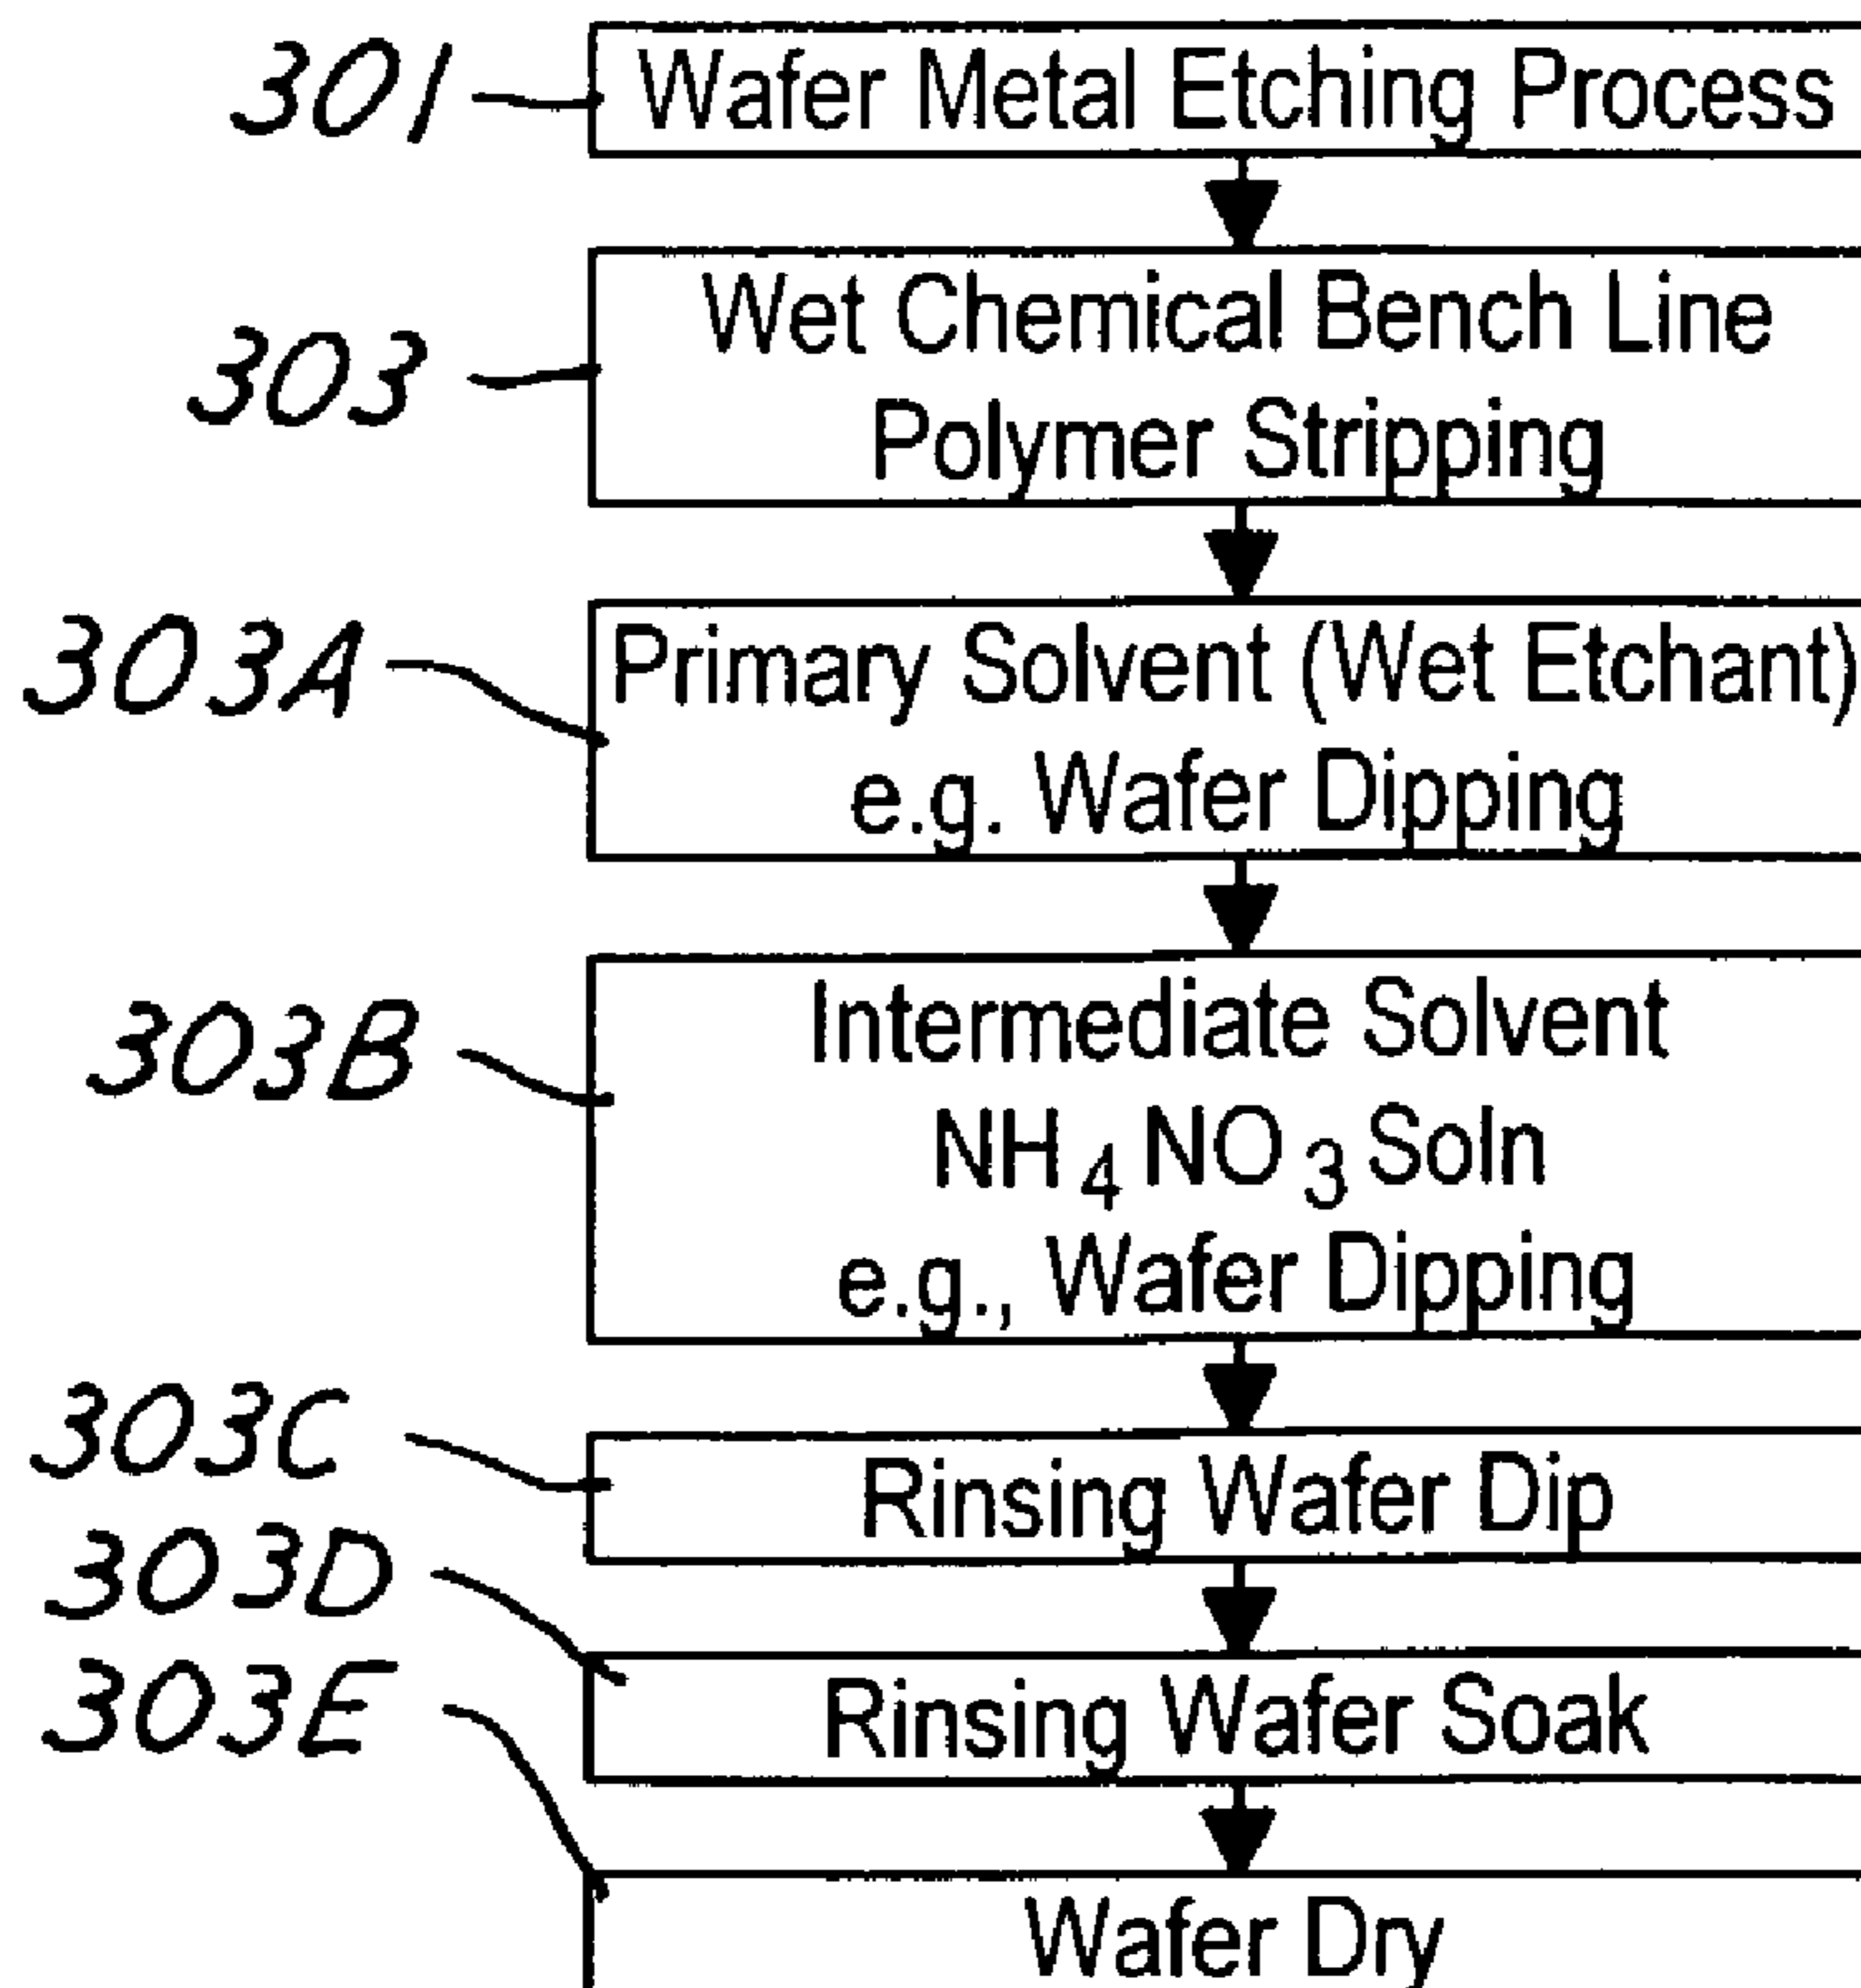 301
Wafer Metal Etching Process
303
Wet Chemical Bench Line
Polymer Stripping
303A
Primary Solvent (Wet Etchant)
e.g. Wafer Dipping
303B
Intermediate Solvent
NH4NO3 Soln
e.g., Wafer Dipping
303C
Rinsing Wafer Dip
303D
Rinsing Wafer Soak
303E
Wafer Dry